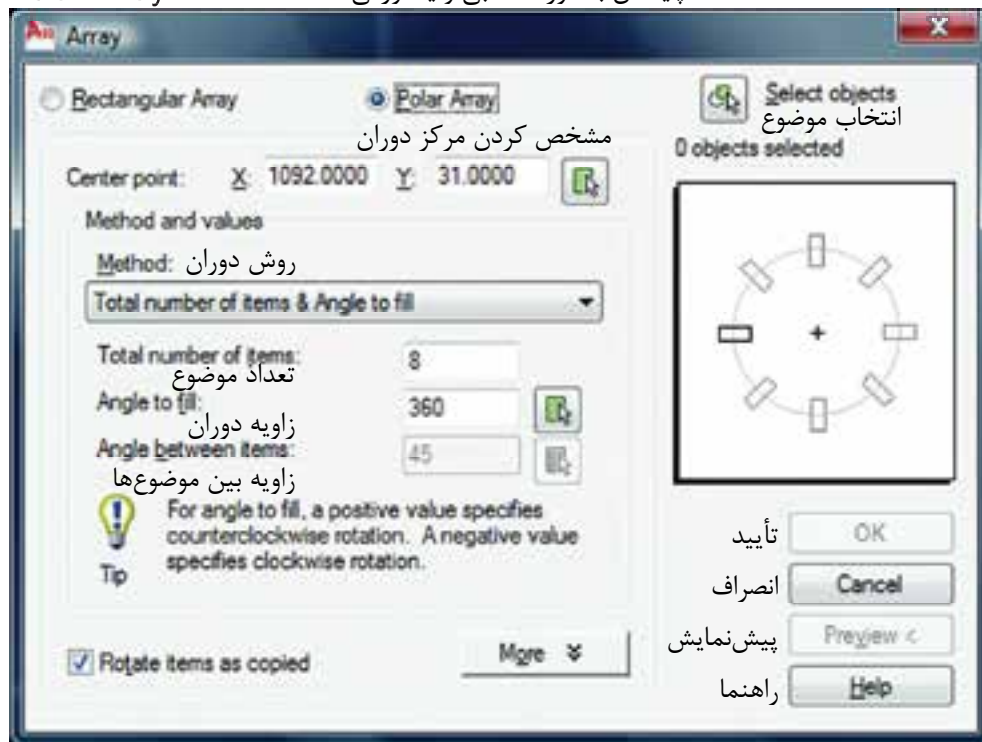 Array
Rectangular Array
Polar Array
Select objects
انتخاب موضوع
0 objects selected
مشخص کردن مرکز دوران
Center point: X: 1092.0000 Y: 31.0000
Method and values
Method: روش دوران
Total number of items & Angle to fill
Total number of items: 8
تعداد موضوع
Angle to fill: 360
زاویه دوران
Angle between items: 45
زاویه بین موضوع‌ها
For angle to fill, a positive value specifies
counterclockwise rotation. A negative value
specifies clockwise rotation.
Tip
Rotate items as copied
More
تأیید OK
انصراف Cancel
پیش‌نمایش Preview <
راهنما Help